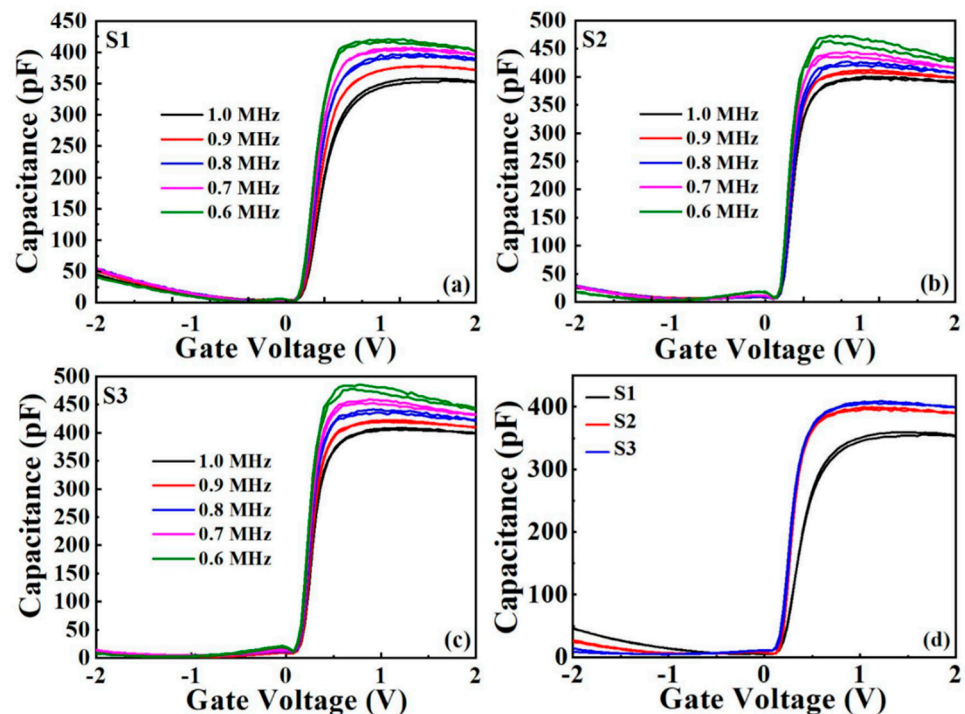 S1
Capacitance (pF)
450
400
350
300
250
200
150
100
50
0
1.0 MHz
0.9 MHz
0.8 MHz
0.7 MHz
0.6 MHz
(a)
-2 -1 0 1 2
Gate Voltage (V)
S2
Capacitance (pF)
500
450
400
350
450
300
250
100
50
0
1.0 MHz
0.9 MHz
0.8 MHz
0.7 MHz
0.6 MHz
(b)
-2 -1 0 1 2
Gate Voltage (V)
S3
Capacitance (pF)
500
450
400
350
300
450
200
150
100
50
0
1.0 MHz
0.9 MHz
0.8 MHz
0.7 MHz
0.6 MHz
(c)
-2 -1 0 1 2
Gate Voltage (V)
Capacitance (pF)
400
300
200
100
0
S1
S2
S3
(d)
-2 -1 0 1 2
Gate Voltage (V)